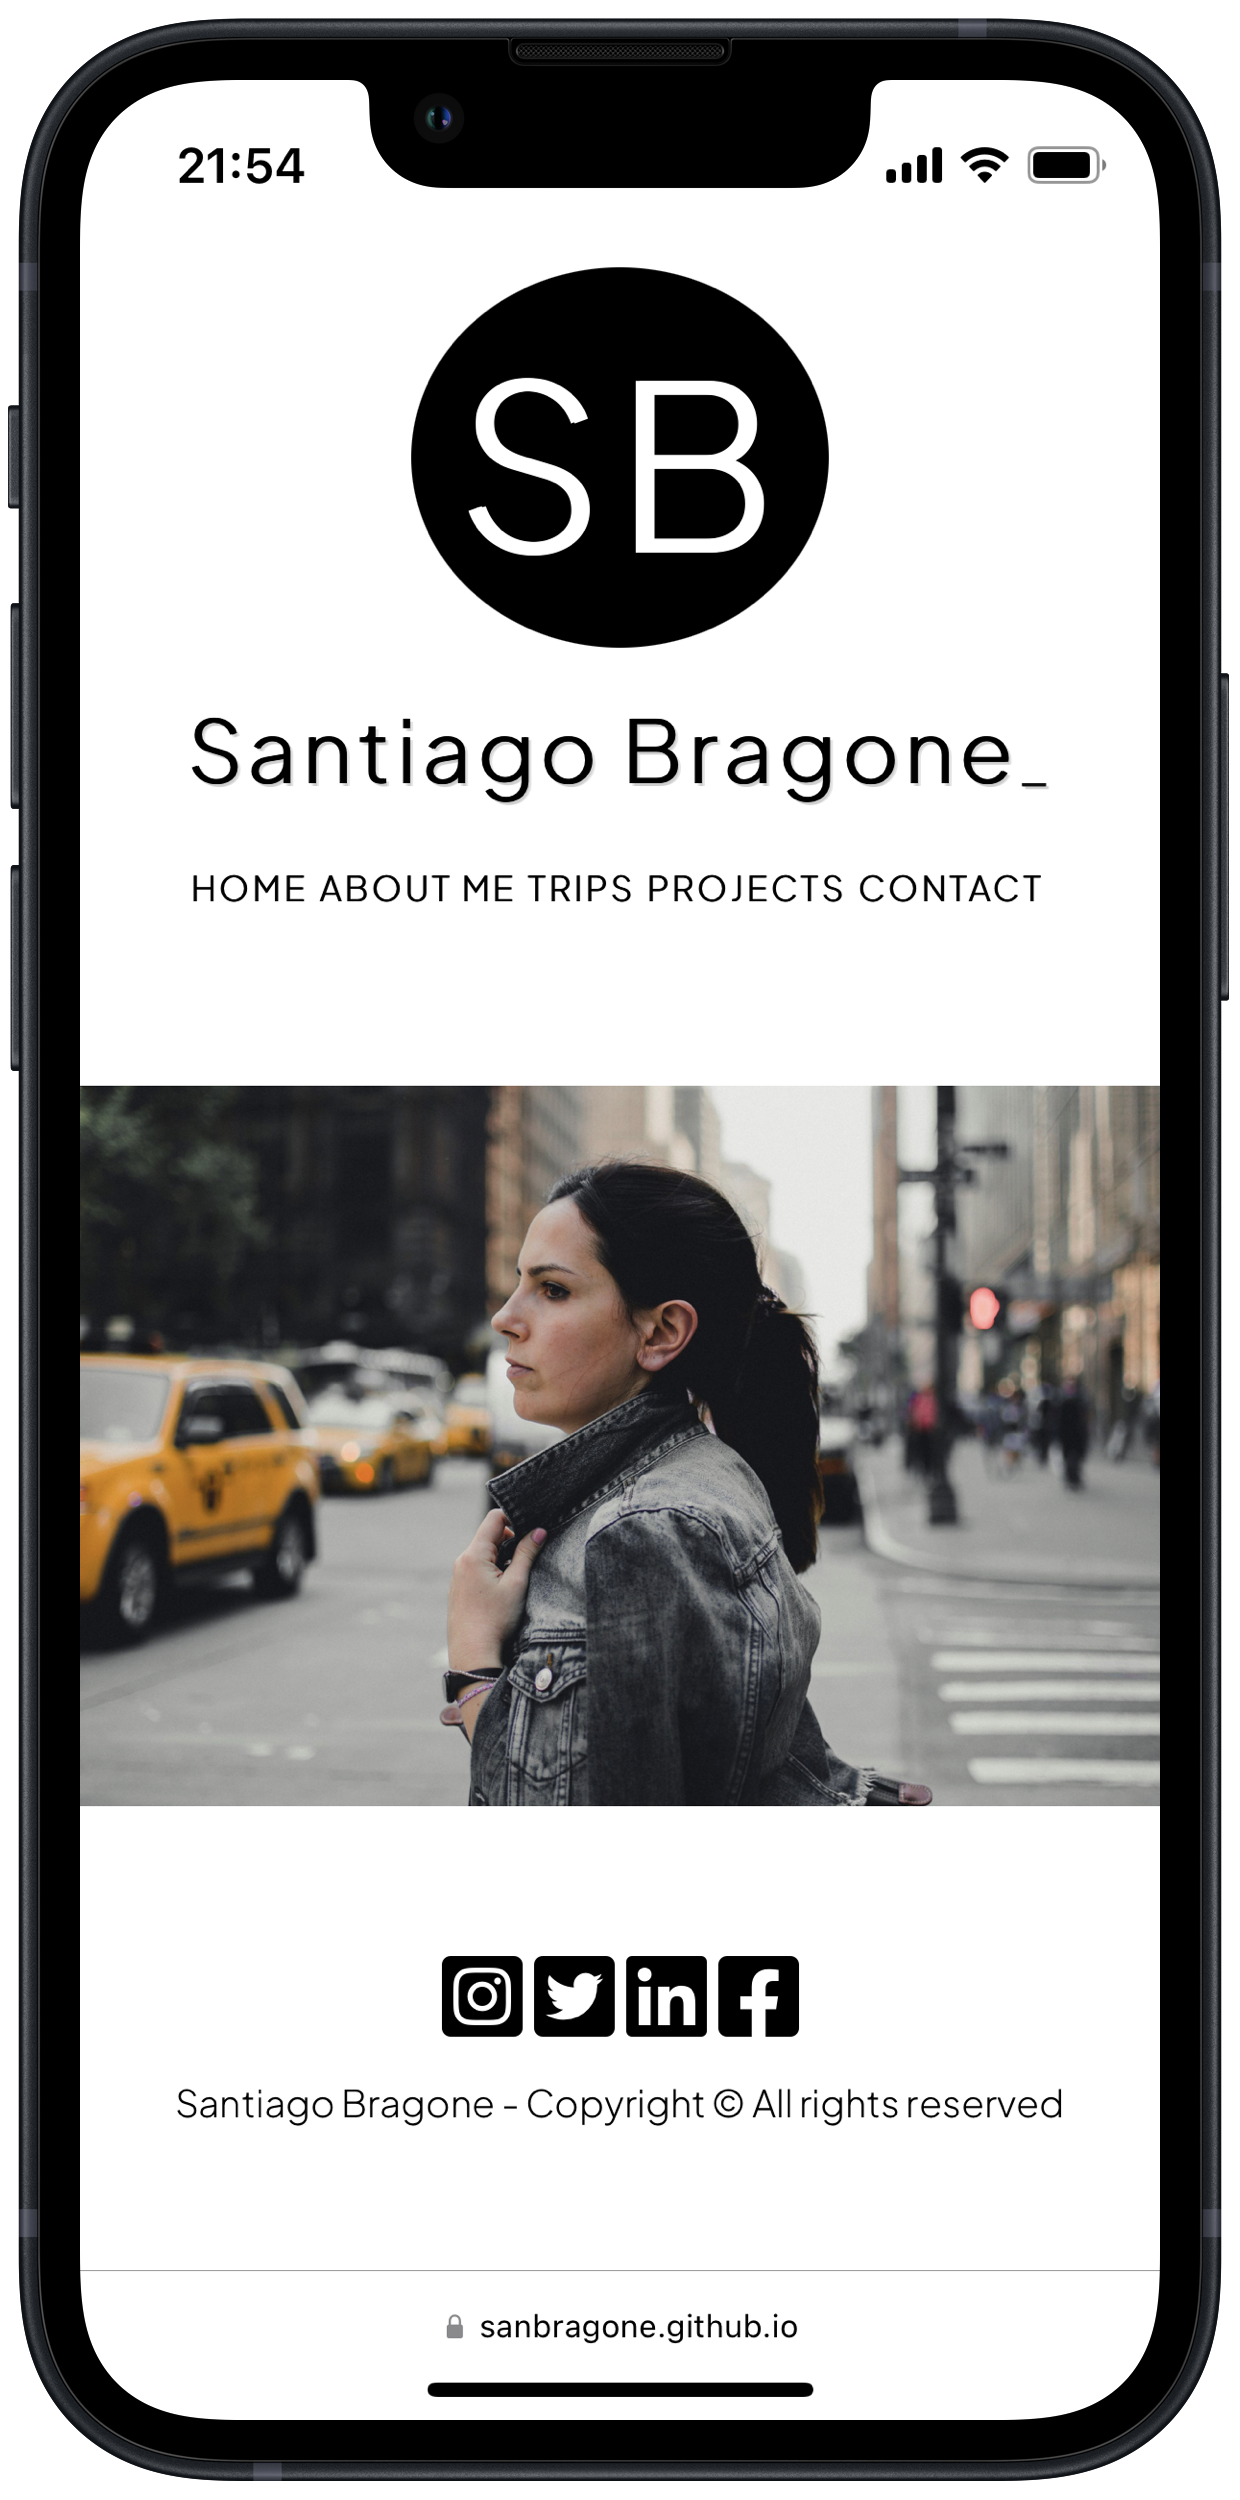 21:54
SB
Santiago Bragone_
HOME ABOUT ME TRIPS PROJECTS CONTACT
Santiago Bragone - Copyright © All rights reserved
sanbragone.github.io